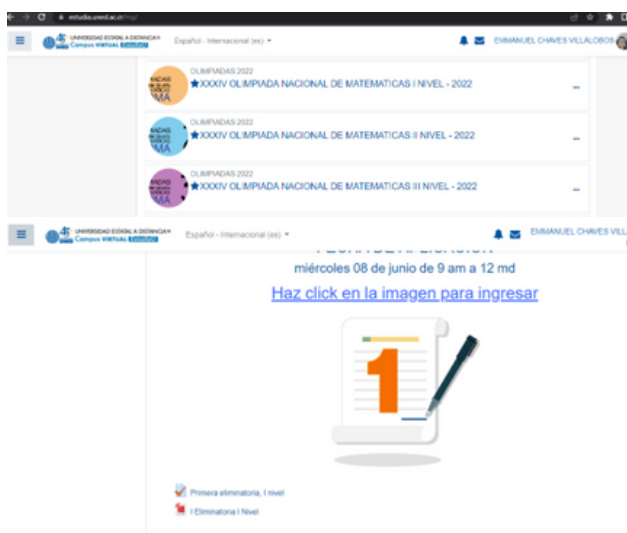 estudia.uned.ac.cr/my/
UNIVERSIDAD ESTATAL A DISTANCIA
Campus VIRTUAL Estudia U
Español - Internacional (es)
EMMANUEL CHAVES VILLALOBOS
OLIMPIADAS 2022
★XXXIV OLIMPIADA NACIONAL DE MATEMATICAS I NIVEL - 2022
OLIMPIADAS 2022
★XXXIV OLIMPIADA NACIONAL DE MATEMATICAS II NIVEL - 2022
OLIMPIADAS 2022
★XXXIV OLIMPIADA NACIONAL DE MATEMATICAS III NIVEL - 2022
UNIVERSIDAD ESTATAL A DISTANCIA
Campus VIRTUAL
Español - Internacional (es)
EMMANUEL CHAVES VILL
FECHA DE APLICACIÓN
miércoles 08 de junio de 9 am a 12 md
Haz click en la imagen para ingresar
1
Primera eliminatoria, I nivel
I Eliminatoria I Nivel